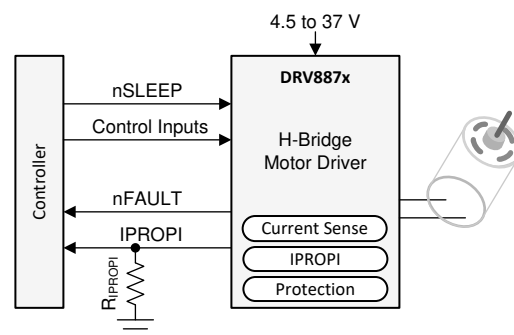 4.5 to 37 V
DRV887x
nSLEEP
Control Inputs
H-Bridge
Motor Driver
Controller
nFAULT
IPROPI
RIPROPI
Current Sense
IPROPI
Protection